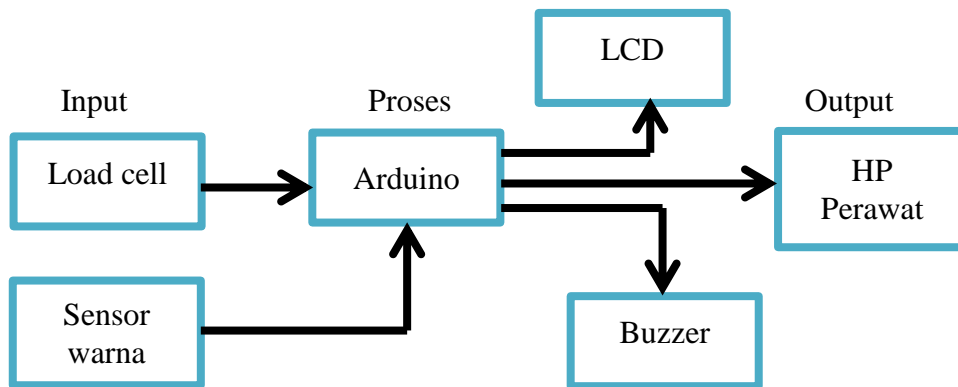 LCD
Input
Proses
Output
Load cell
Arduino
HP
Perawat
Sensor
warna
Buzzer